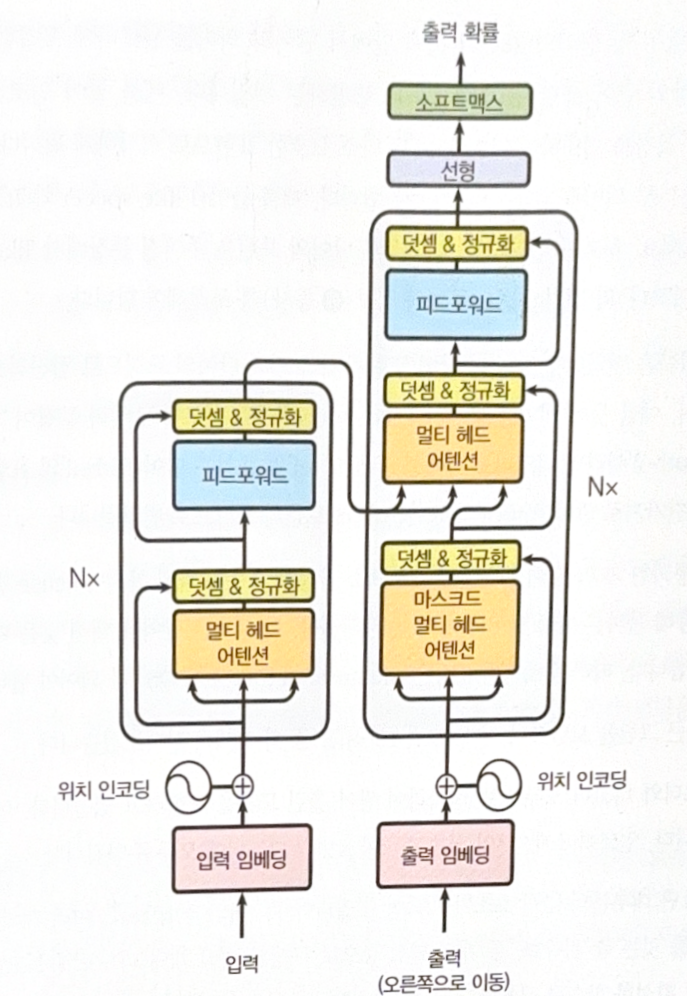 출력 확률
소프트맥스
선형
덧셈 & 정규화
피드포워드
덧셈 & 정규화
멀티 헤드
어텐션
Nx
덧셈 & 정규화
마스크드
멀티 헤드
어텐션
덧셈 & 정규화
피드포워드
Nx
덧셈 & 정규화
멀티 헤드
어텐션
위치 인코딩
위치 인코딩
입력 임베딩
출력 임베딩
입력
출력
(오른쪽으로 이동)